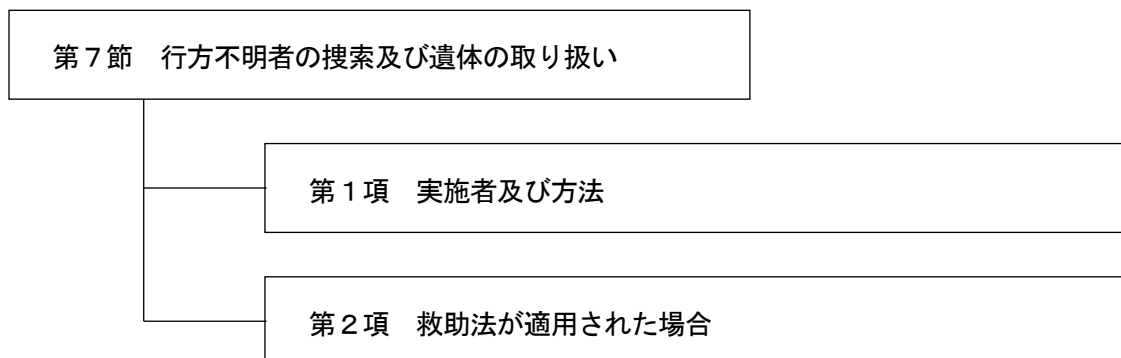 第７節　行方不明者の捜索及び遺体の取り扱い
第１項　実施者及び方法
第２項　救助法が適用された場合